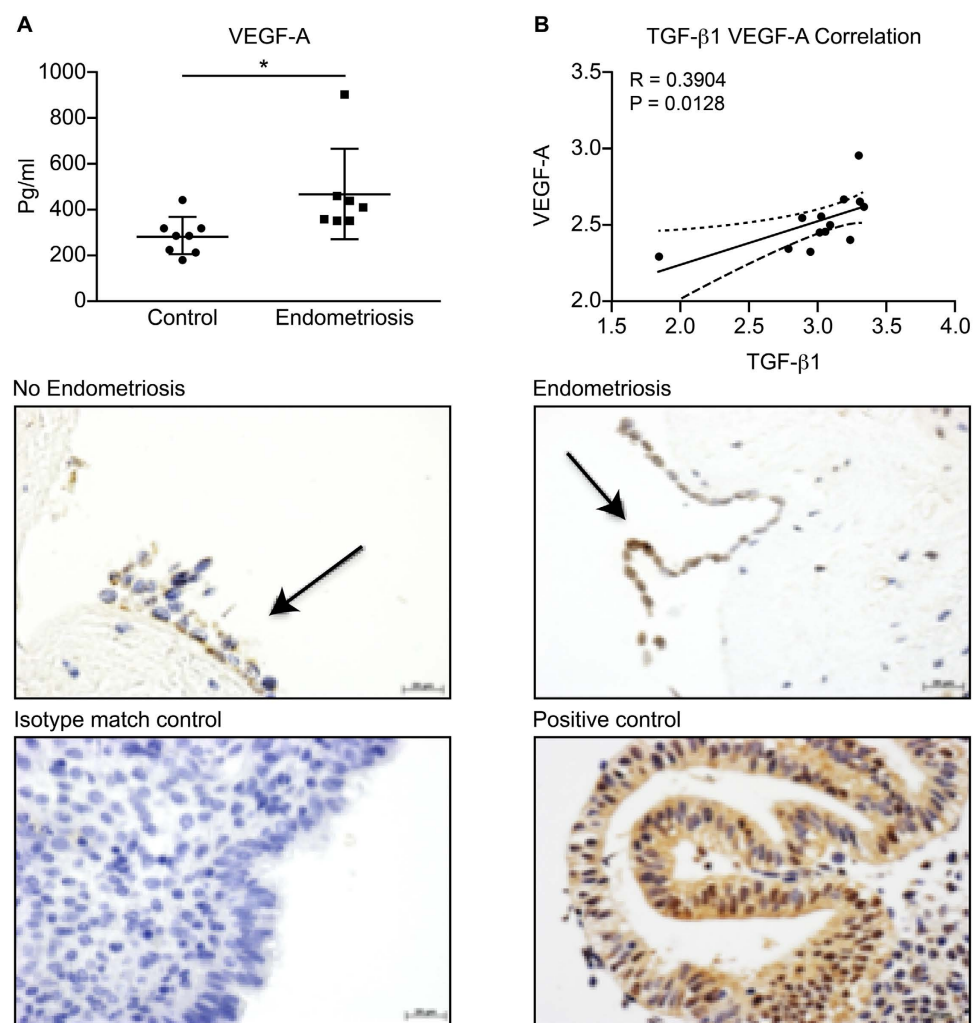 A
VEGF-A
*
1000
800
600
400
200
0
Pg/ml
Control Endometriosis
B
TGF-β1 VEGF-A Correlation
R = 0.3904
P = 0.0128
3.5
3.0
2.5
2.0
VEGF-A
1.5 2.0 2.5 3.0 3.5 4.0
TGF-β1
No Endometriosis
Endometriosis
Isotype match control
Positive control